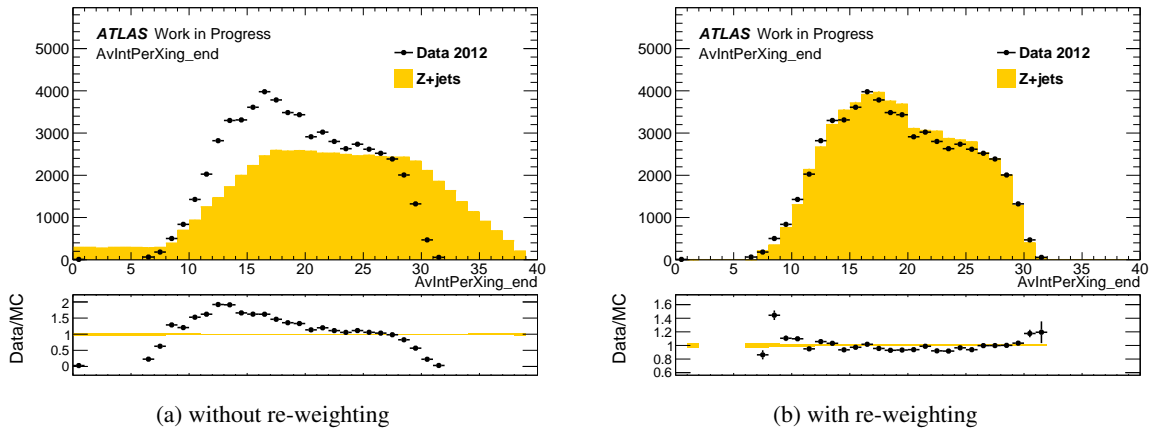 ATLAS Work in Progress
AvIntPerXing_end
Data 2012
Z+jets
5000
4000
3000
2000
1000
0
0 5 10 15 20 25 30 35 40
AvIntPerXing_end
Data/MC
2
1.5
1
0.5
0
(a) without re-weighting
ATLAS Work in Progress
AvIntPerXing_end
Data 2012
Z+jets
5000
4000
3000
2000
1000
0
0 5 10 15 20 25 30 35 40
AvIntPerXing_end
Data/MC
1.6
1.4
1.2
1
0.8
0.6
(b) with re-weighting